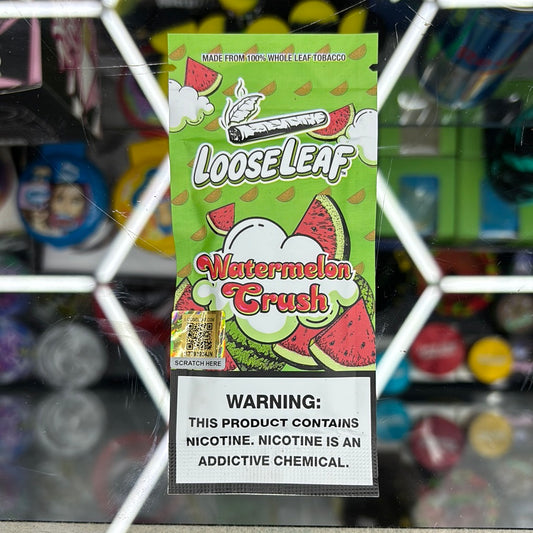 MADE FROM 100% WHOLE LEAF TOBACCO
LOOSELEAF
Watermelon
Crush
SCRATCH HERE
WARNING:
THIS PRODUCT CONTAINS
NICOTINE. NICOTINE IS AN
ADDICTIVE CHEMICAL.